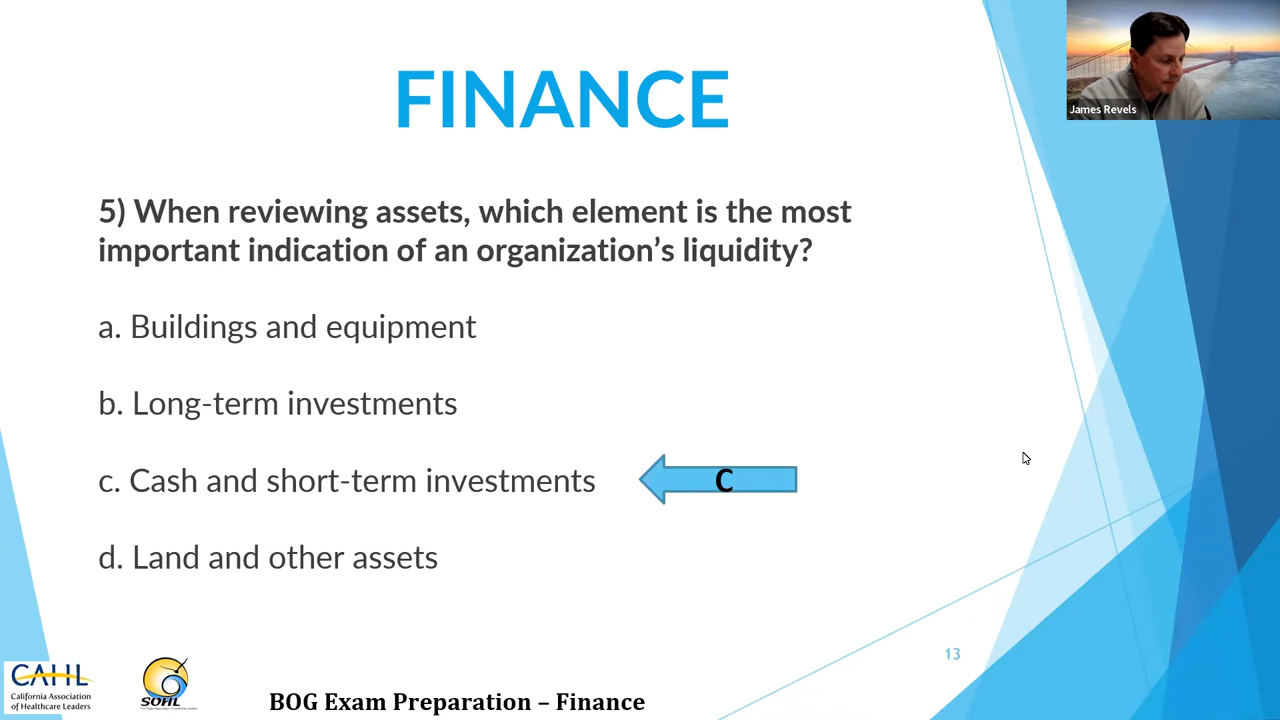 FINANCE
James Revels
5) When reviewing assets, which element is the most
important indication of an organization’s liquidity?
a. Buildings and equipment
b. Long-term investments
c. Cash and short-term investments
C
d. Land and other assets
13
CAHL
California Association
of Healthcare Leaders
SOHL
BOG Exam Preparation – Finance